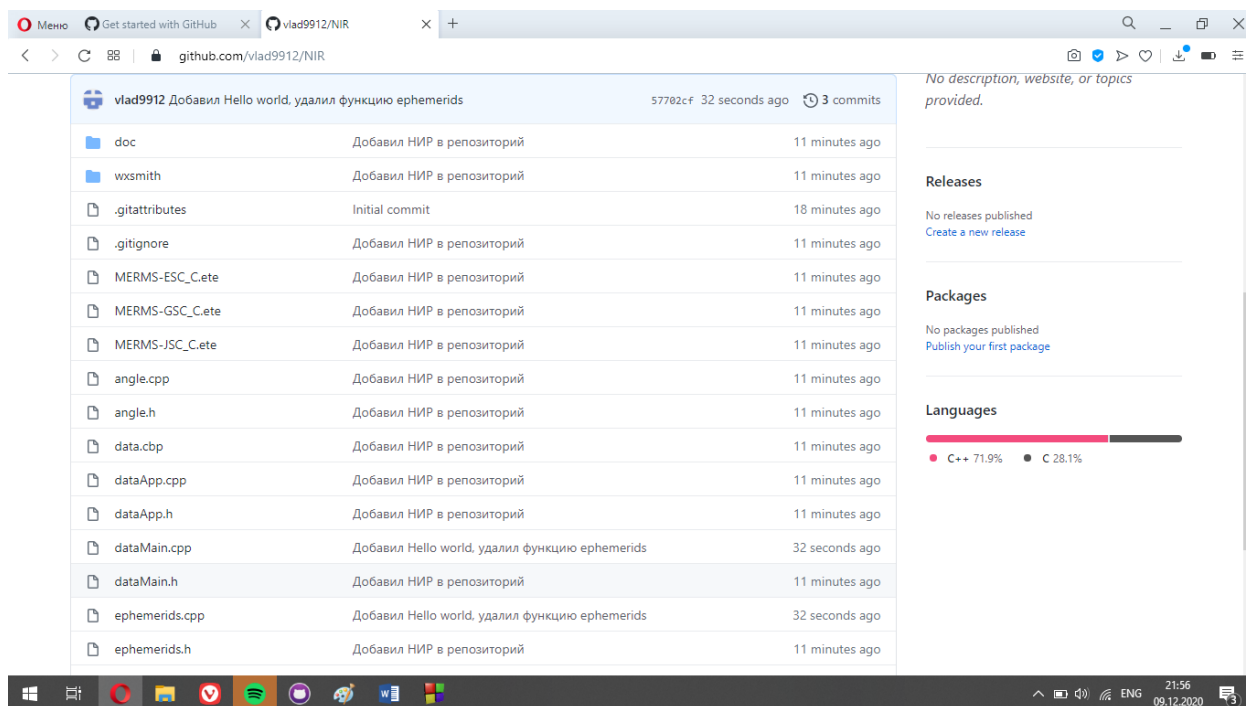 Меню Get started with GitHub vlad9912/NIR
github.com/vlad9912/NIR
vlad9912 Добавил Hello world, удалил функцию ephemerids 57702cf 32 seconds ago 3 commits
doc Добавил НИР в репозиторий 11 minutes ago
wxsmith Добавил НИР в репозиторий 11 minutes ago
.gitattributes Initial commit 18 minutes ago
.gitignore Добавил НИР в репозиторий 11 minutes ago
MERMS-ESC_C.ete Добавил НИР в репозиторий 11 minutes ago
MERMS-GSC_C.ete Добавил НИР в репозиторий 11 minutes ago
MERMS-JSC_C.ete Добавил НИР в репозиторий 11 minutes ago
angle.cpp Добавил НИР в репозиторий 11 minutes ago
angle.h Добавил НИР в репозиторий 11 minutes ago
data.cbp Добавил НИР в репозиторий 11 minutes ago
dataApp.cpp Добавил НИР в репозиторий 11 minutes ago
dataApp.h Добавил НИР в репозиторий 11 minutes ago
dataMain.cpp Добавил Hello world, удалил функцию ephemerids 32 seconds ago
dataMain.h Добавил НИР в репозиторий 11 minutes ago
ephemerids.cpp Добавил Hello world, удалил функцию ephemerids 32 seconds ago
ephemerids.h Добавил НИР в репозиторий 11 minutes ago
No description, website, or topics
provided.
Releases
No releases published
Create a new release
Packages
No packages published
Publish your first package
Languages
C++ 71.9% C 28.1%
ENG 21:56
09.12.2020 3